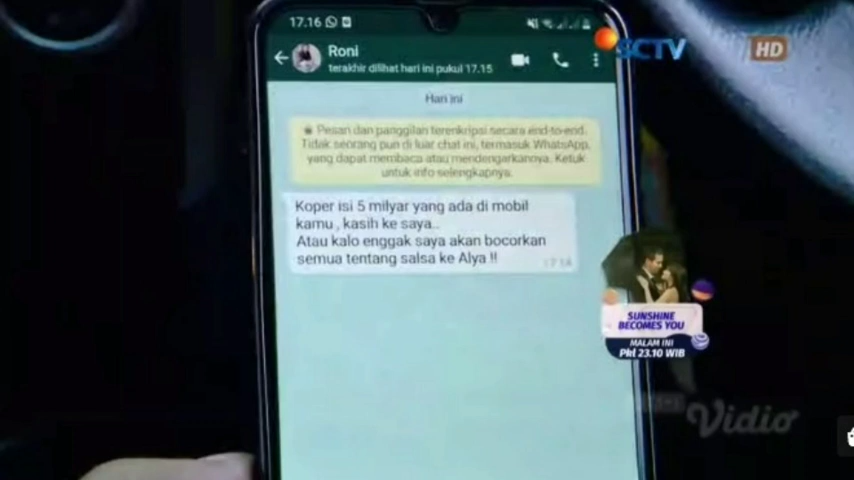 17.16
Roni
terakhir dilihat hari ini pukul 17.15
SCTV
HD
Hari ini
Pesan dan panggilan terenkripsi secara end-to-end.
Tidak seorang pun di luar chat ini, termasuk WhatsApp,
yang dapat membaca atau mendengarkannya. Ketuk
untuk info selengkapnya.
Koper isi 5 milyar yang ada di mobil
kamu , kasih ke saya..
Atau kalo enggak saya akan bocorkan
semua tentang salsa ke Alya !!
SUNSHINE
BECOMES YOU
MALAM INI
Pkl 23.10 WIB
Vidio